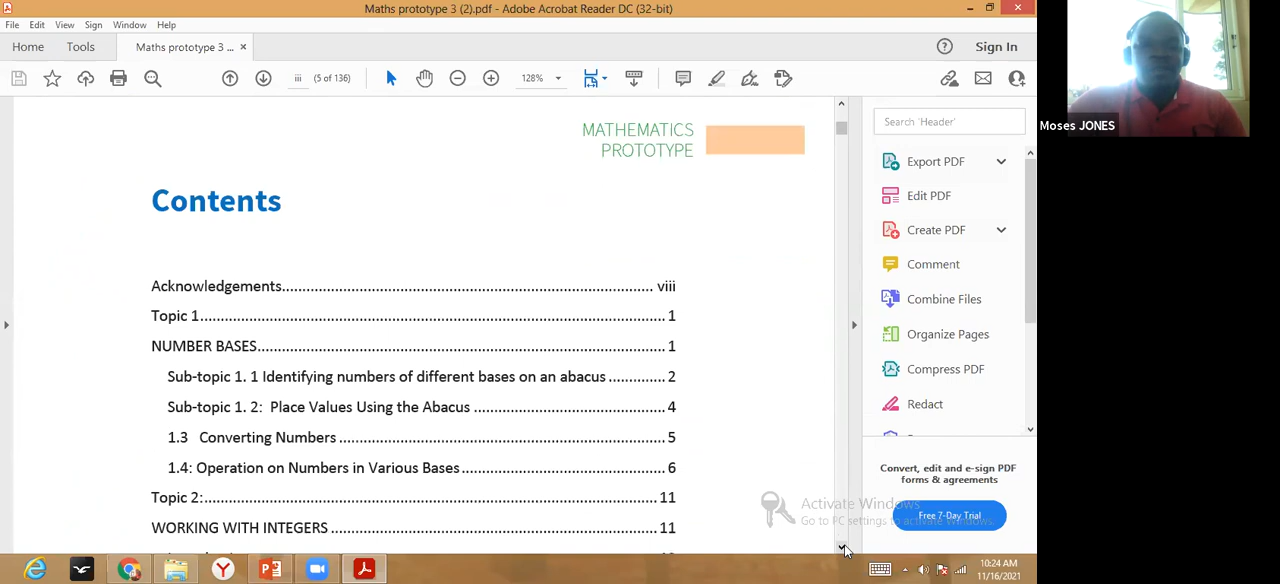 Maths prototype 3 (2).pdf - Adobe Acrobat Reader DC (32-bit)
File Edit View Sign Window Help
Home Tools Maths prototype 3 ... × Sign In
iii (5 of 136) 128%
MATHEMATICS
PROTOTYPE
Contents
Acknowledgements.................................................................................... viii
Topic 1........................................................................................................ 1
NUMBER BASES........................................................................................... 1
Sub-topic 1. 1 Identifying numbers of different bases on an abacus ............. 2
Sub-topic 1. 2: Place Values Using the Abacus ........................................... 4
1.3 Converting Numbers ........................................................................... 5
1.4: Operation on Numbers in Various Bases.............................................. 6
Topic 2:...................................................................................................... 11
WORKING WITH INTEGERS ........................................................................ 11
Search 'Header'
Export PDF
Edit PDF
Create PDF
Comment
Combine Files
Organize Pages
Compress PDF
Redact
Convert, edit and e-sign PDF
forms & agreements
Free 7-Day Trial
Activate Windows
Go to PC settings to activate Windows.
Moses JONES
10:24 AM
11/16/2021